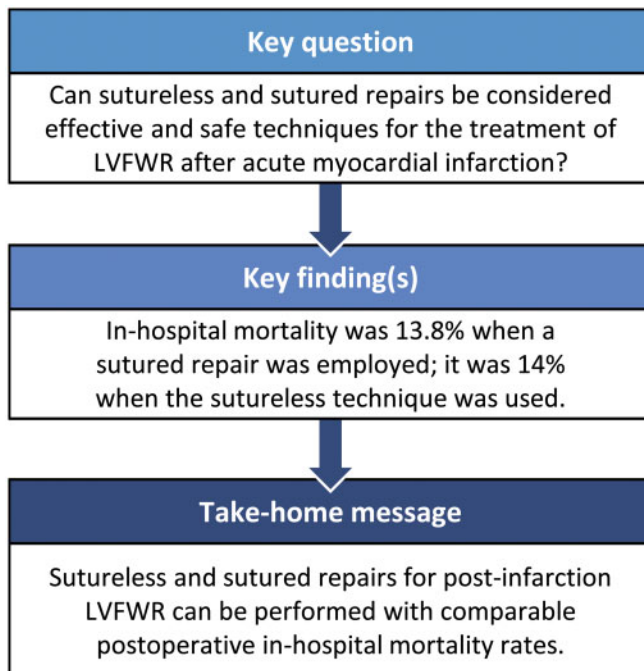 Key question
Can sutureless and sutured repairs be considered
effective and safe techniques for the treatment of
LVFWR after acute myocardial infarction?
Key finding(s)
In-hospital mortality was 13.8% when a
sutured repair was employed; it was 14%
when the sutureless technique was used.
Take-home message
Sutureless and sutured repairs for post-infarction
LVFWR can be performed with comparable
postoperative in-hospital mortality rates.